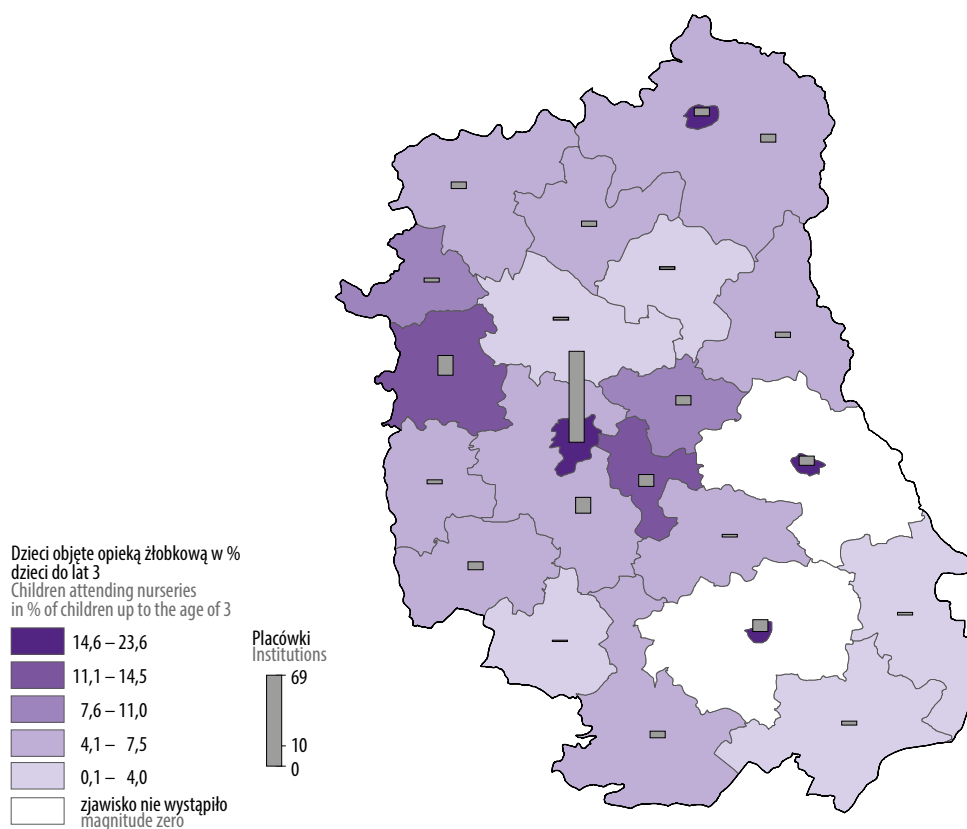 Dzieci objęte opieką żłobkową w %
dzieci do lat 3
Children attending nurseries
in % of children up to the age of 3
14,6 – 23,6
11,1 – 14,5
7,6 – 11,0
4,1 – 7,5
0,1 – 4,0
zjawisko nie wystąpiło
magnitude zero
Placówki
Institutions
69
10
0